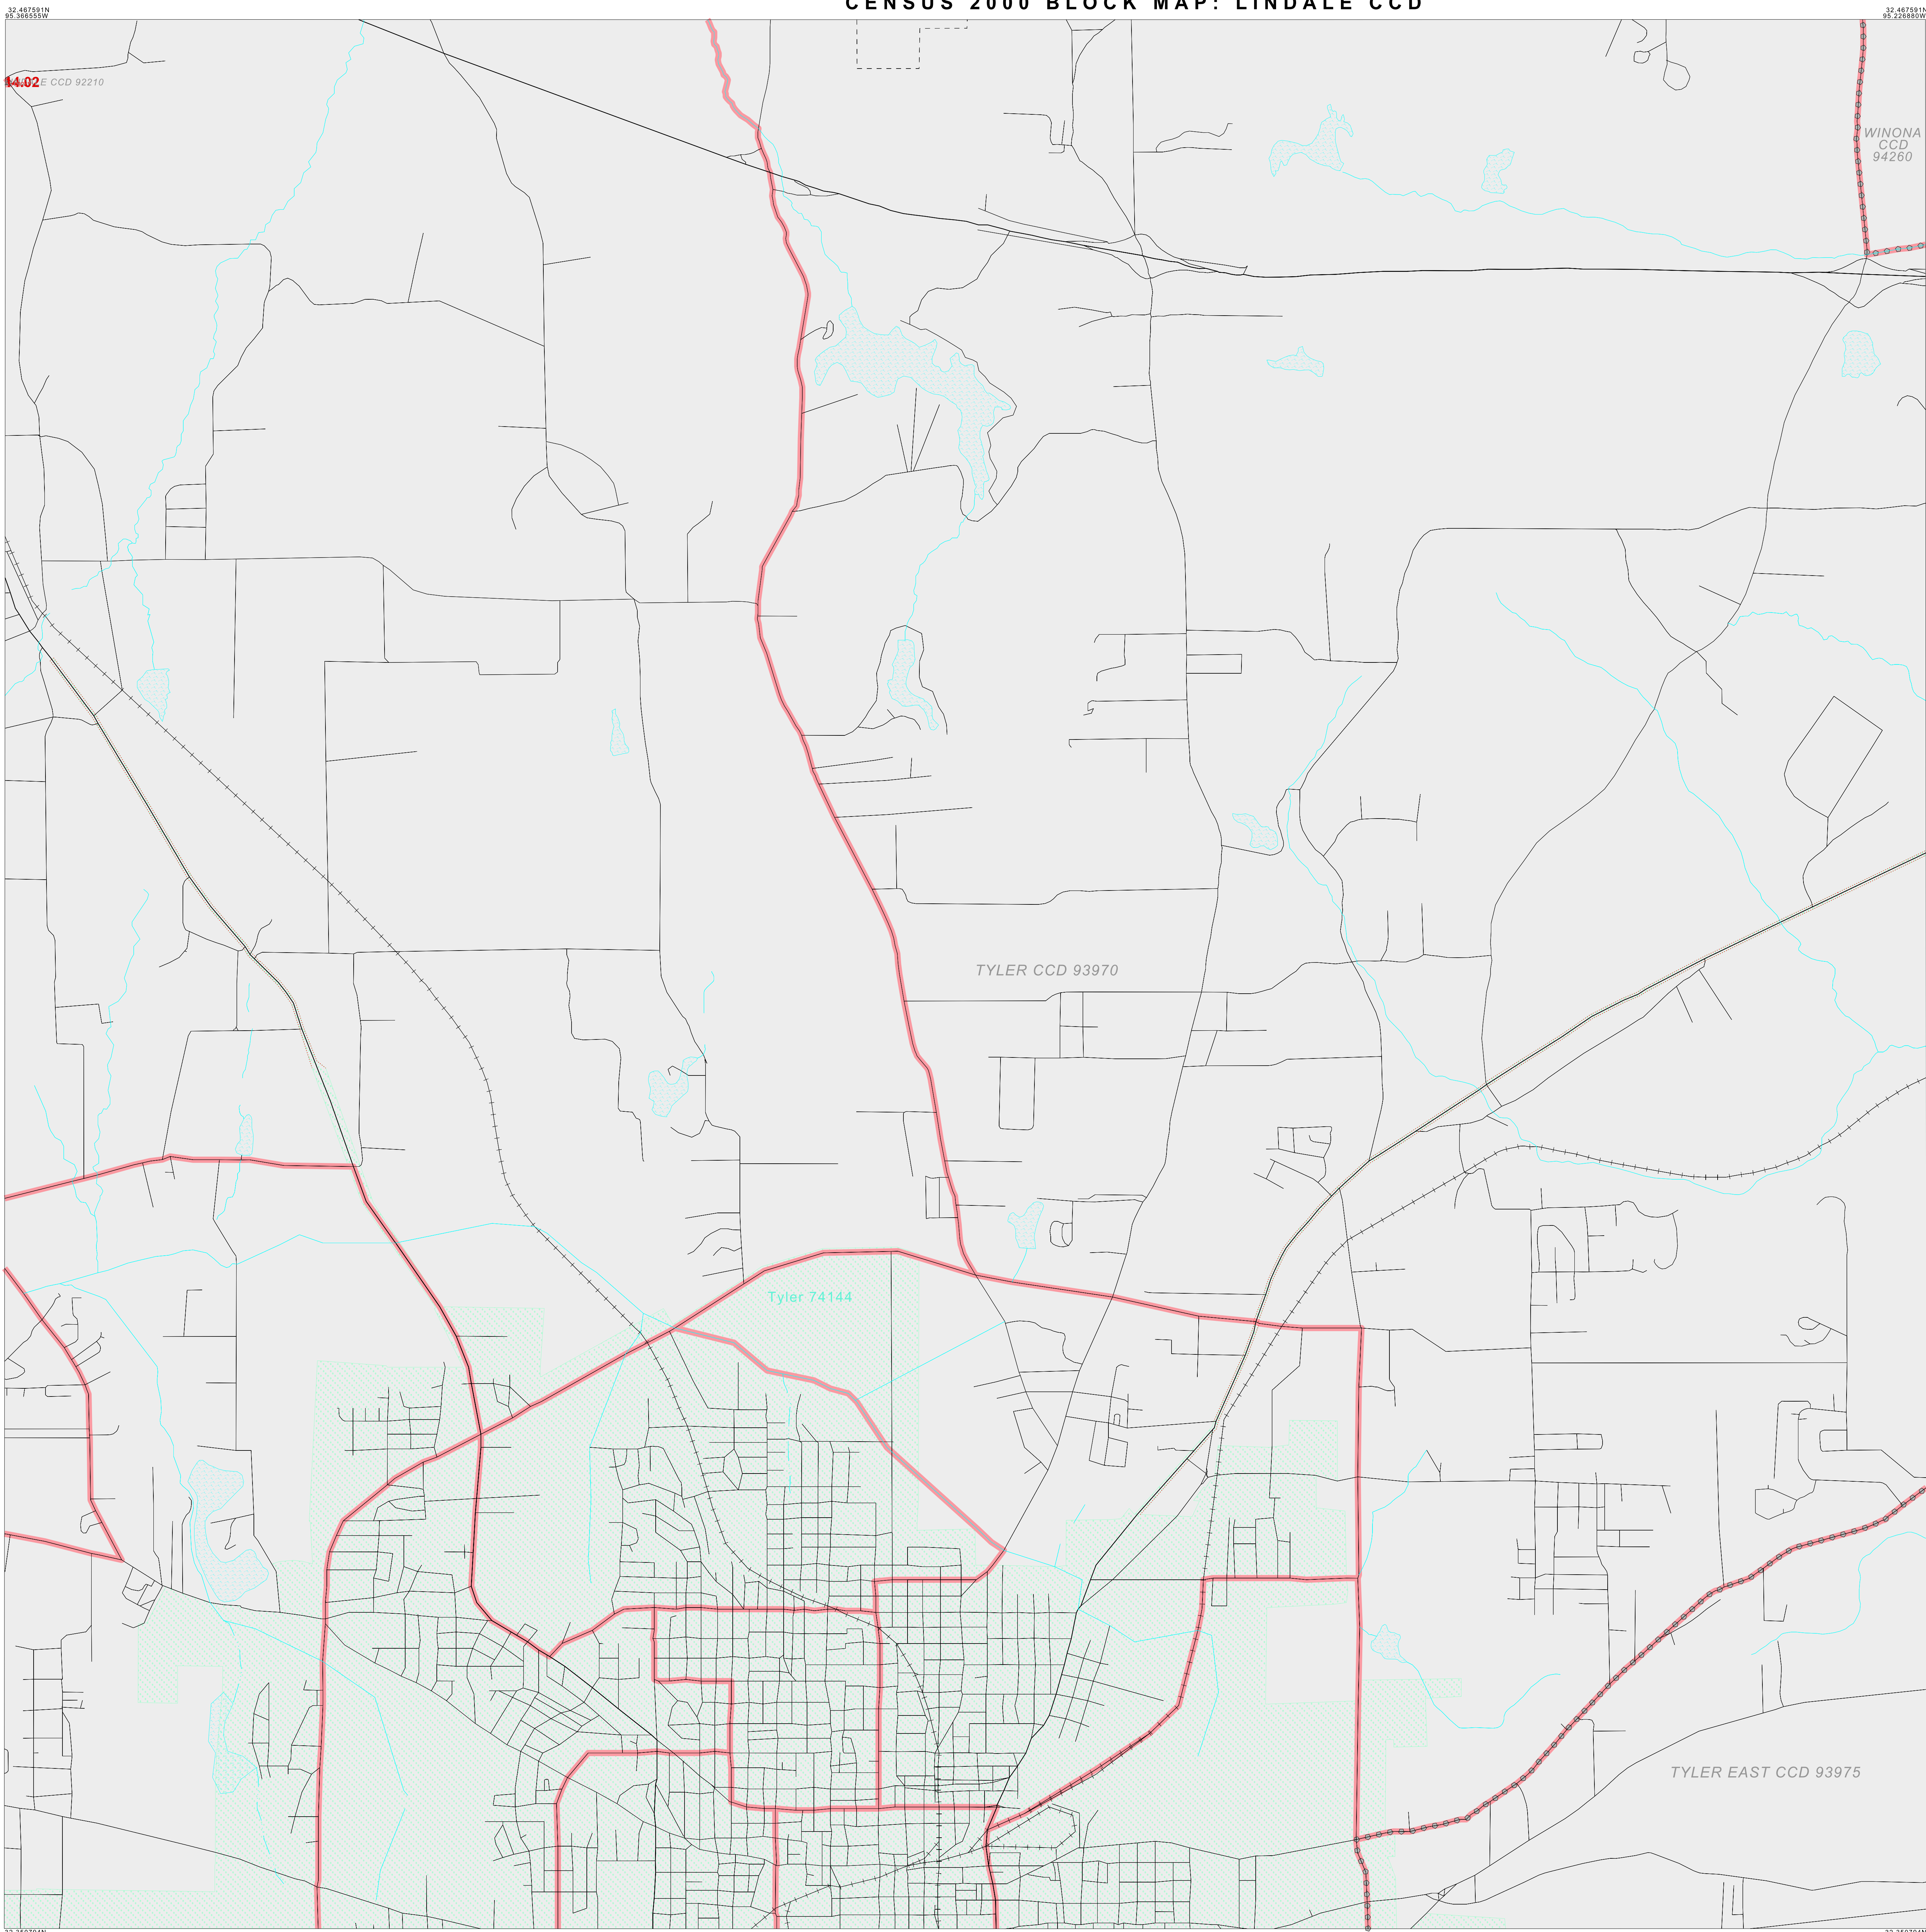 CENSUS 2000 BLOCK MAP: LINDALE CCD
32.467591N
95.366555W
32.467591N
95.226880W
14.02
E CCD 92210
WINONA
CCD
94260
TYLER CCD 93970
Tyler 74144
TYLER EAST CCD 93975